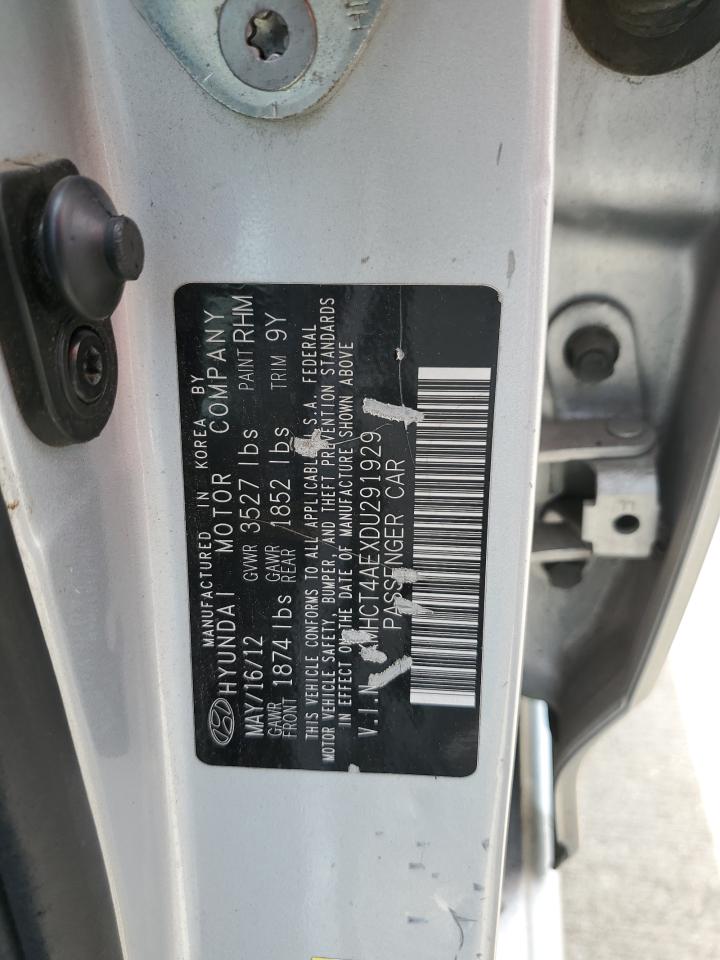 MANUFACTURED IN KOREA BY
HYUNDAI MOTOR COMPANY
MAY/16/12 GVWR 3527 lbs PAINT RHM
GAWR FRONT 1874 lbs GAWR REAR 1852 lbs TRIM 9Y
THIS VEHICLE CONFORMS TO ALL APPLICABLE .S.A. FEDERAL
MOTOR VEHICLE SAFETY, BUMPER, AND THEFT PREVENTION STANDARDS
IN EFFECT ON THE DATE OF MANUFACTURE SHOWN ABOVE
V.I.N MHCT4AEXDU291929
PASSENGER CAR